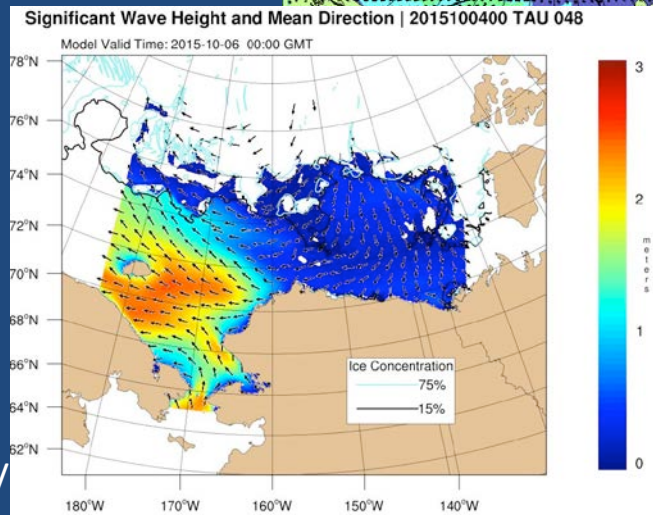 Significant Wave Height and Mean Direction | 2015100400 TAU 048
Model Valid Time: 2015-10-06 00:00 GMT
78°N
76°N
74°N
72°N
70°N
68°N
66°N
64°N
62°N
180°W
170°W
160°W
150°W
140°W
Ice Concentration
75%
15%
3
2
1
0
meters